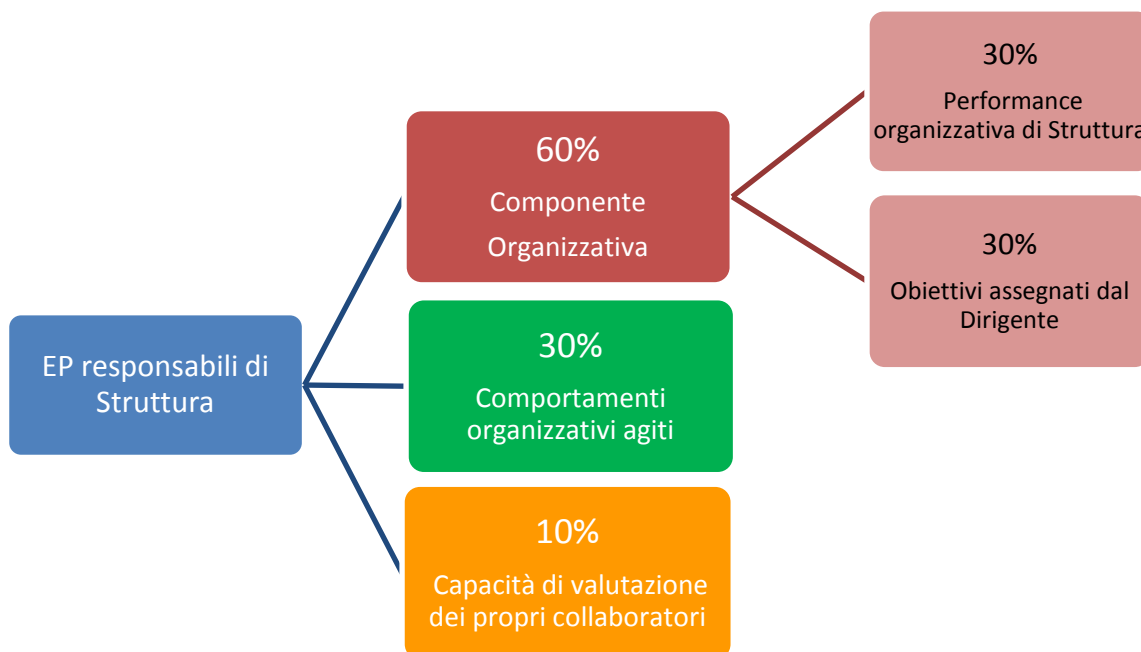 EP responsabili di
Struttura
60%
Componente
Organizzativa
30%
Performance
organizzativa di Struttura
30%
Obiettivi assegnati dal
Dirigente
30%
Comportamenti
organizzativi agiti
10%
Capacità di valutazione
dei propri collaboratori